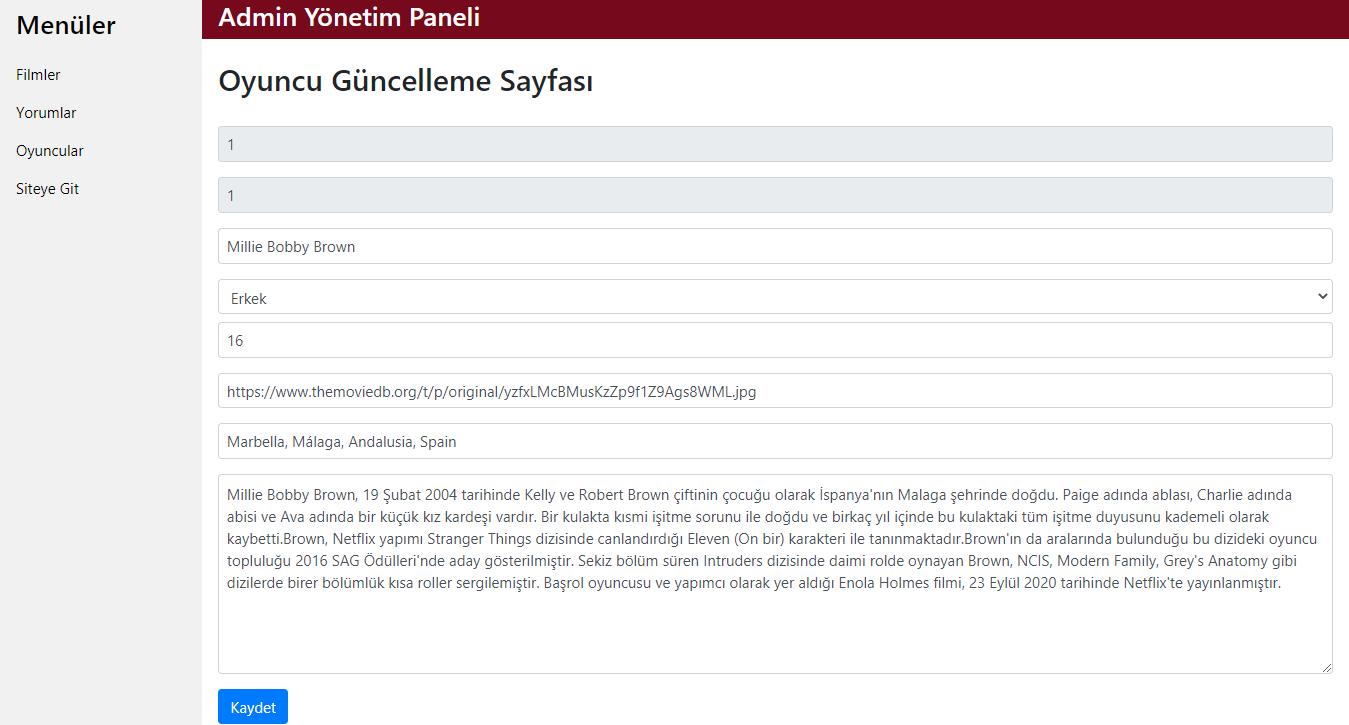 Menüler
Filmler
Yorumlar
Oyuncular
Siteye Git
Admin Yönetim Paneli
Oyuncu Güncelleme Sayfası
1
1
Millie Bobby Brown
Erkek
16
https://www.themoviedb.org/t/p/original/yzfxLMcBMusKzZp9f1Z9Ags8WML.jpg
Marbella, Málaga, Andalusia, Spain
Millie Bobby Brown, 19 Şubat 2004 tarihinde Kelly ve Robert Brown çiftinin çocuğu olarak İspanya'nın Malaga şehrinde doğdu. Paige adında ablası, Charlie adında
abisi ve Ava adında bir küçük kız kardeşi vardır. Bir kulakta kısmi işitme sorunu ile doğdu ve birkaç yıl içinde bu kulaktaki tüm işitme duyusunu kademeli olarak
kaybetti.Brown, Netflix yapımı Stranger Things dizisinde canlandırdığı Eleven (On bir) karakteri ile tanınmaktadır.Brown'ın da aralarında bulunduğu bu dizideki oyuncu
topluluğu 2016 SAG Ödülleri'nde aday gösterilmiştir. Sekiz bölüm süren Intruders dizisinde daimi rolde oynayan Brown, NCIS, Modern Family, Grey's Anatomy gibi
dizilerde birer bölümlük kısa roller sergilemiştir. Başrol oyuncusu ve yapımcı olarak yer aldığı Enola Holmes filmi, 23 Eylül 2020 tarihinde Netflix'te yayınlanmıştır.
Kaydet